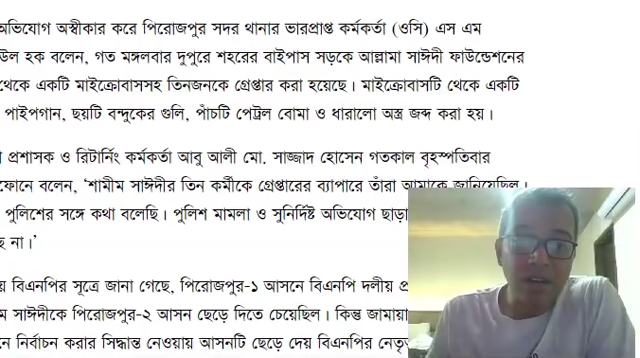 অভিযোগ অস্বীকার করে পিরোজপুর সদর থানার ভারপ্রাপ্ত কর্মকর্তা (ওসি) এস এম
হক বলেন, গত মঙ্গলবার দুপুরে শহরের বাইপাস সড়কে আল্লামা সাঈদী ফাউন্ডেশনের
থেকে একটি মাইক্রোবাসসহ তিনজনকে গ্রেপ্তার করা হয়েছে। মাইক্রোবাসটি থেকে একটি
পাইপগান, ছয়টি বন্দুকের গুলি, পাঁচটি পেট্রল বোমা ও ধারালো অস্ত্র জব্দ করা হয়।
প্রশাসক ও রিটার্নিং কর্মকর্তা আবু আলী মো. সাজ্জাদ হোসেন গতকাল বৃহস্পতিবার
বলেন, ‘শামীম সাঈদীর তিন কর্মীকে গ্রেপ্তারের ব্যাপারে তাঁরা আমাকে জানিয়েছিল।
পুলিশের সঙ্গে কথা বলেছি। পুলিশ মামলা ও সুনির্দিষ্ট অভিযোগ ছাড়া
না।’
বিএনপির সূত্রে জানা গেছে, পিরোজপুর-১ আসনে বিএনপি দলীয়
সাঈদীকে পিরোজপুর-২ আসন ছেড়ে দিতে চেয়েছিল। কিন্তু
নির্বাচন করার সিদ্ধান্ত নেওয়ায় আসনটি ছেড়ে দেয় বিএনপির